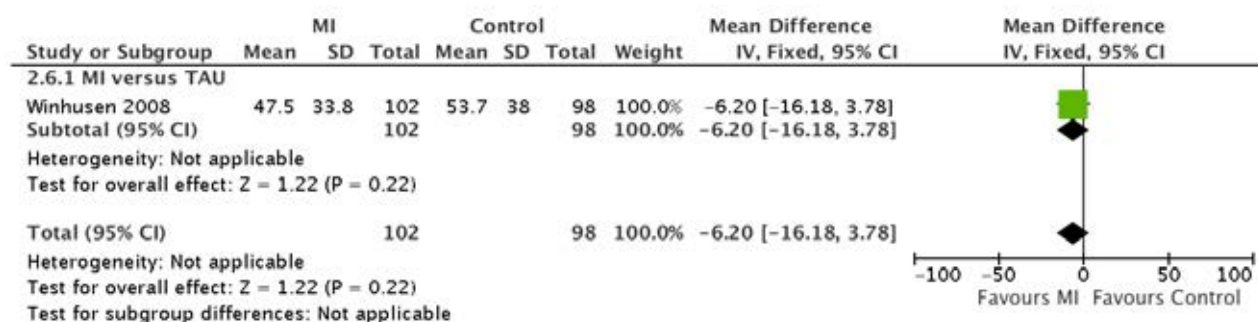 MI Control Mean Difference Mean Difference
Study or Subgroup Mean SD Total Mean SD Total Weight IV, Fixed, 95% CI IV, Fixed, 95% CI
2.6.1 MI versus TAU
Winhusen 2008 47.5 33.8 102 53.7 38 98 100.0% -6.20 [-16.18, 3.78]
Subtotal (95% CI) 102 98 100.0% -6.20 [-16.18, 3.78]
Heterogeneity: Not applicable
Test for overall effect: Z = 1.22 (P = 0.22)
Total (95% CI) 102 98 100.0% -6.20 [-16.18, 3.78]
Heterogeneity: Not applicable
Test for overall effect: Z = 1.22 (P = 0.22)
Test for subgroup differences: Not applicable
-100 -50 0 50 100
Favours MI Favours Control